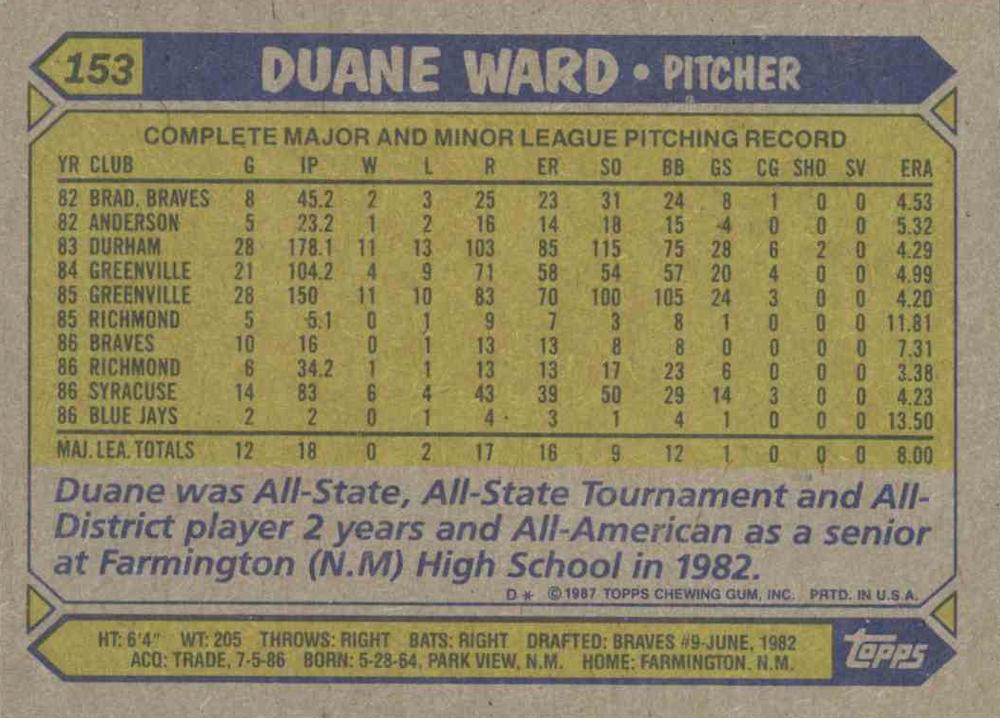 153 DUANE WARD • PITCHER
COMPLETE MAJOR AND MINOR LEAGUE PITCHING RECORD
YR CLUB G IP W L R ER SO BB GS CG SHO SV ERA
82 BRAD. BRAVES 8 45.2 2 3 25 23 31 24 8 1 0 0 4.53
82 ANDERSON 5 23.2 1 2 16 14 18 15 4 0 0 0 5.32
83 DURHAM 28 178.1 11 13 103 85 115 75 28 6 2 0 4.29
84 GREENVILLE 21 104.2 4 9 71 58 54 57 20 4 0 0 4.99
85 GREENVILLE 28 150 11 10 83 70 100 105 24 3 0 0 4.20
85 RICHMOND 5 5.1 0 1 9 7 3 8 1 0 0 0 11.81
86 BRAVES 10 16 0 1 13 13 8 8 0 0 0 0 7.31
86 RICHMOND 6 34.2 1 1 13 13 17 23 6 0 0 0 3.38
86 SYRACUSE 14 83 6 4 43 39 50 29 14 3 0 0 4.23
86 BLUE JAYS 2 2 0 1 4 3 1 4 1 0 0 0 13.50
MAJ. LEA. TOTALS 12 18 0 2 17 16 9 12 1 0 0 0 8.00
Duane was All-State, All-State Tournament and All-
District player 2 years and All-American as a senior
at Farmington (N.M) High School in 1982.
D* ©1987 TOPPS CHEWING GUM, INC. PRTD. IN U.S.A.
HT: 6'4" WT: 205 THROWS: RIGHT BATS: RIGHT DRAFTED: BRAVES #9-JUNE, 1982
ACQ: TRADE, 7-5-86 BORN: 5-28-64, PARK VIEW, N.M. HOME: FARMINGTON, N.M.
topps